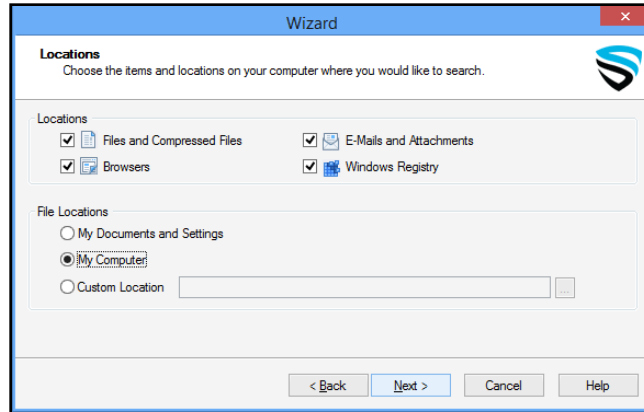 Wizard
Locations
Choose the items and locations on your computer where you would like to search.
Locations
Files and Compressed Files
E-Mails and Attachments
Browsers
Windows Registry
File Locations
My Documents and Settings
My Computer
Custom Location
...
< Back
Next >
Cancel
Help